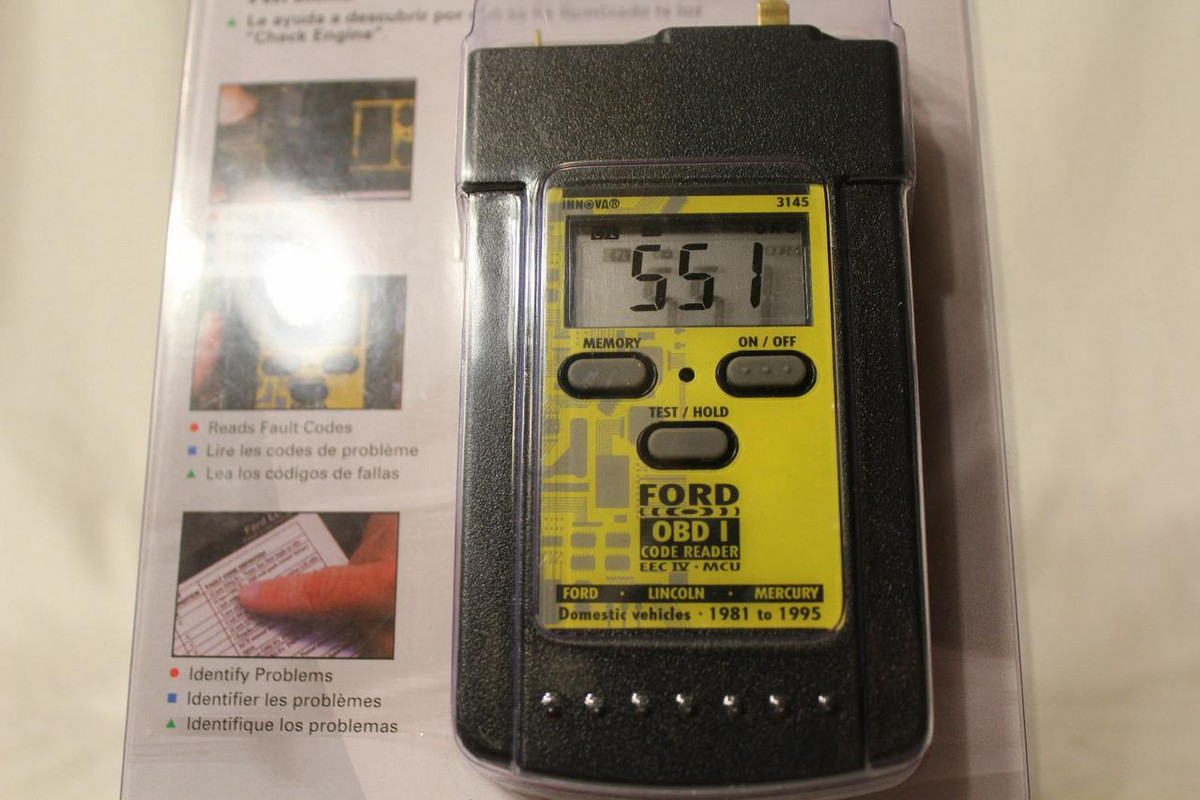 Le ayuda a descubrir por
"Check Engine".
Reads Fault Codes
Lire les codes de problème
Lea los códigos de fallas
Identify Problems
Identifier les problèmes
Identifique los problemas
INNOVA® 3145
551
MEMORY
ON / OFF
TEST / HOLD
FORD
OBD I
CODE READER
EEC IV · MCU
FORD · LINCOLN · MERCURY
Domestic vehicles · 1981 to 1995